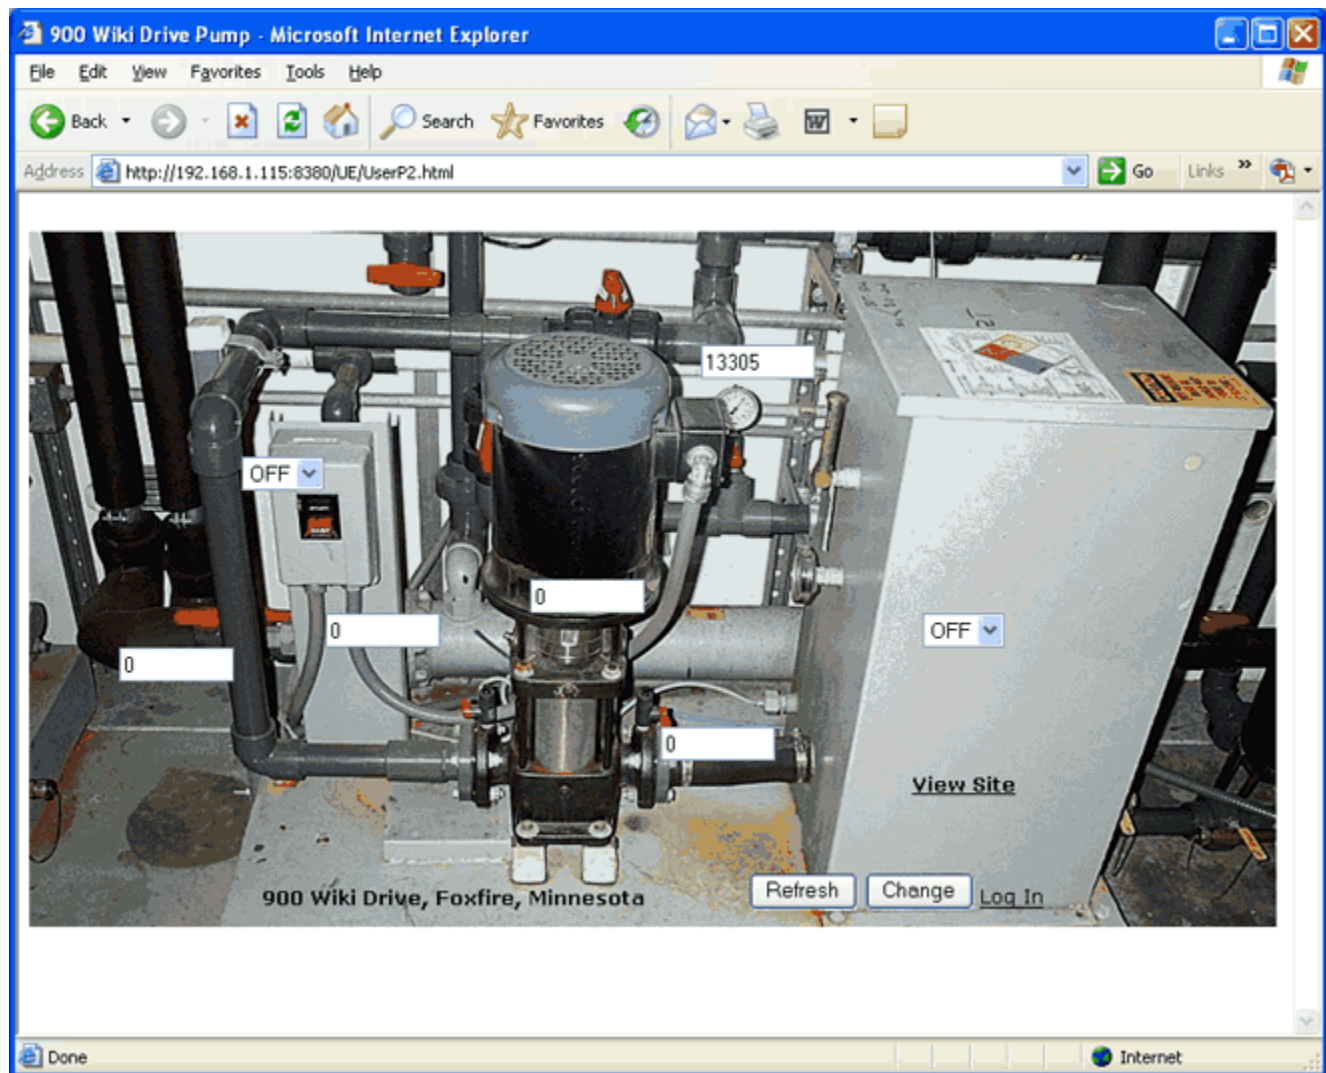 900 Wiki Drive Pump - Microsoft Internet Explorer
File Edit View Favorites Tools Help
Back Search Favorites
Address http://192.168.1.115:8380/UE/UserP2.html Go Links »
13305
OFF
0
0
OFF
0
0
View Site
Refresh Change Log In
900 Wiki Drive, Foxfire, Minnesota
Done Internet